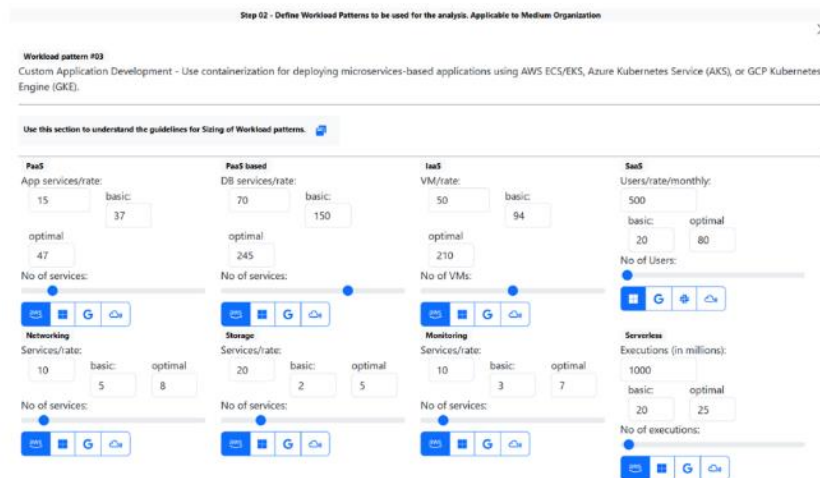 Step 02 - Define Workload Patterns to be used for the analysis. Applicable to Medium Organization
Workload pattern #03
Custom Application Development - Use containerization for deploying microservices-based applications using AWS ECS/EKS, Azure Kubernetes Service (AKS), or GCP Kubernetes
Engine (GKE).
Use this section to understand the guidelines for Sizing of Workload patterns.
PaaS
App services/rate:
15
basic:
37
optimal
47
No of services:
aws
G
PaaS based
DB services/rate:
70
basic:
150
optimal
245
No of services:
aws
G
IaaS
VM/rate:
50
basic:
94
optimal
210
No of VMs:
aws
G
SaaS
Users/rate/monthly:
500
basic:
20
optimal
80
No of Users:
G
Networking
Services/rate:
10
basic:
5
optimal
8
No of services:
aws
G
Storage
Services/rate:
20
basic:
2
optimal
5
No of services:
aws
G
Monitoring
Services/rate:
10
basic:
3
optimal
7
No of services:
aws
G
Serverless
Executions (in millions):
1000
basic:
20
optimal
25
No of executions:
aws
G